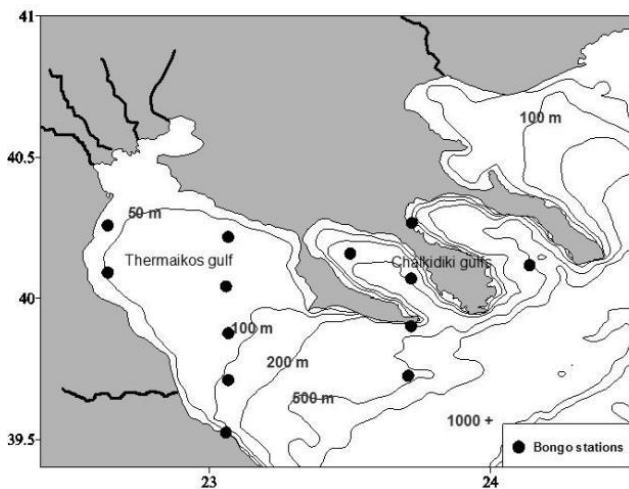 41
100 m
40.5
50 m
Thermaikos gulf
Chalkidiki gulfs
40
100 m
200 m
500 m
1000 +
39.5
Bongo stations
23
24